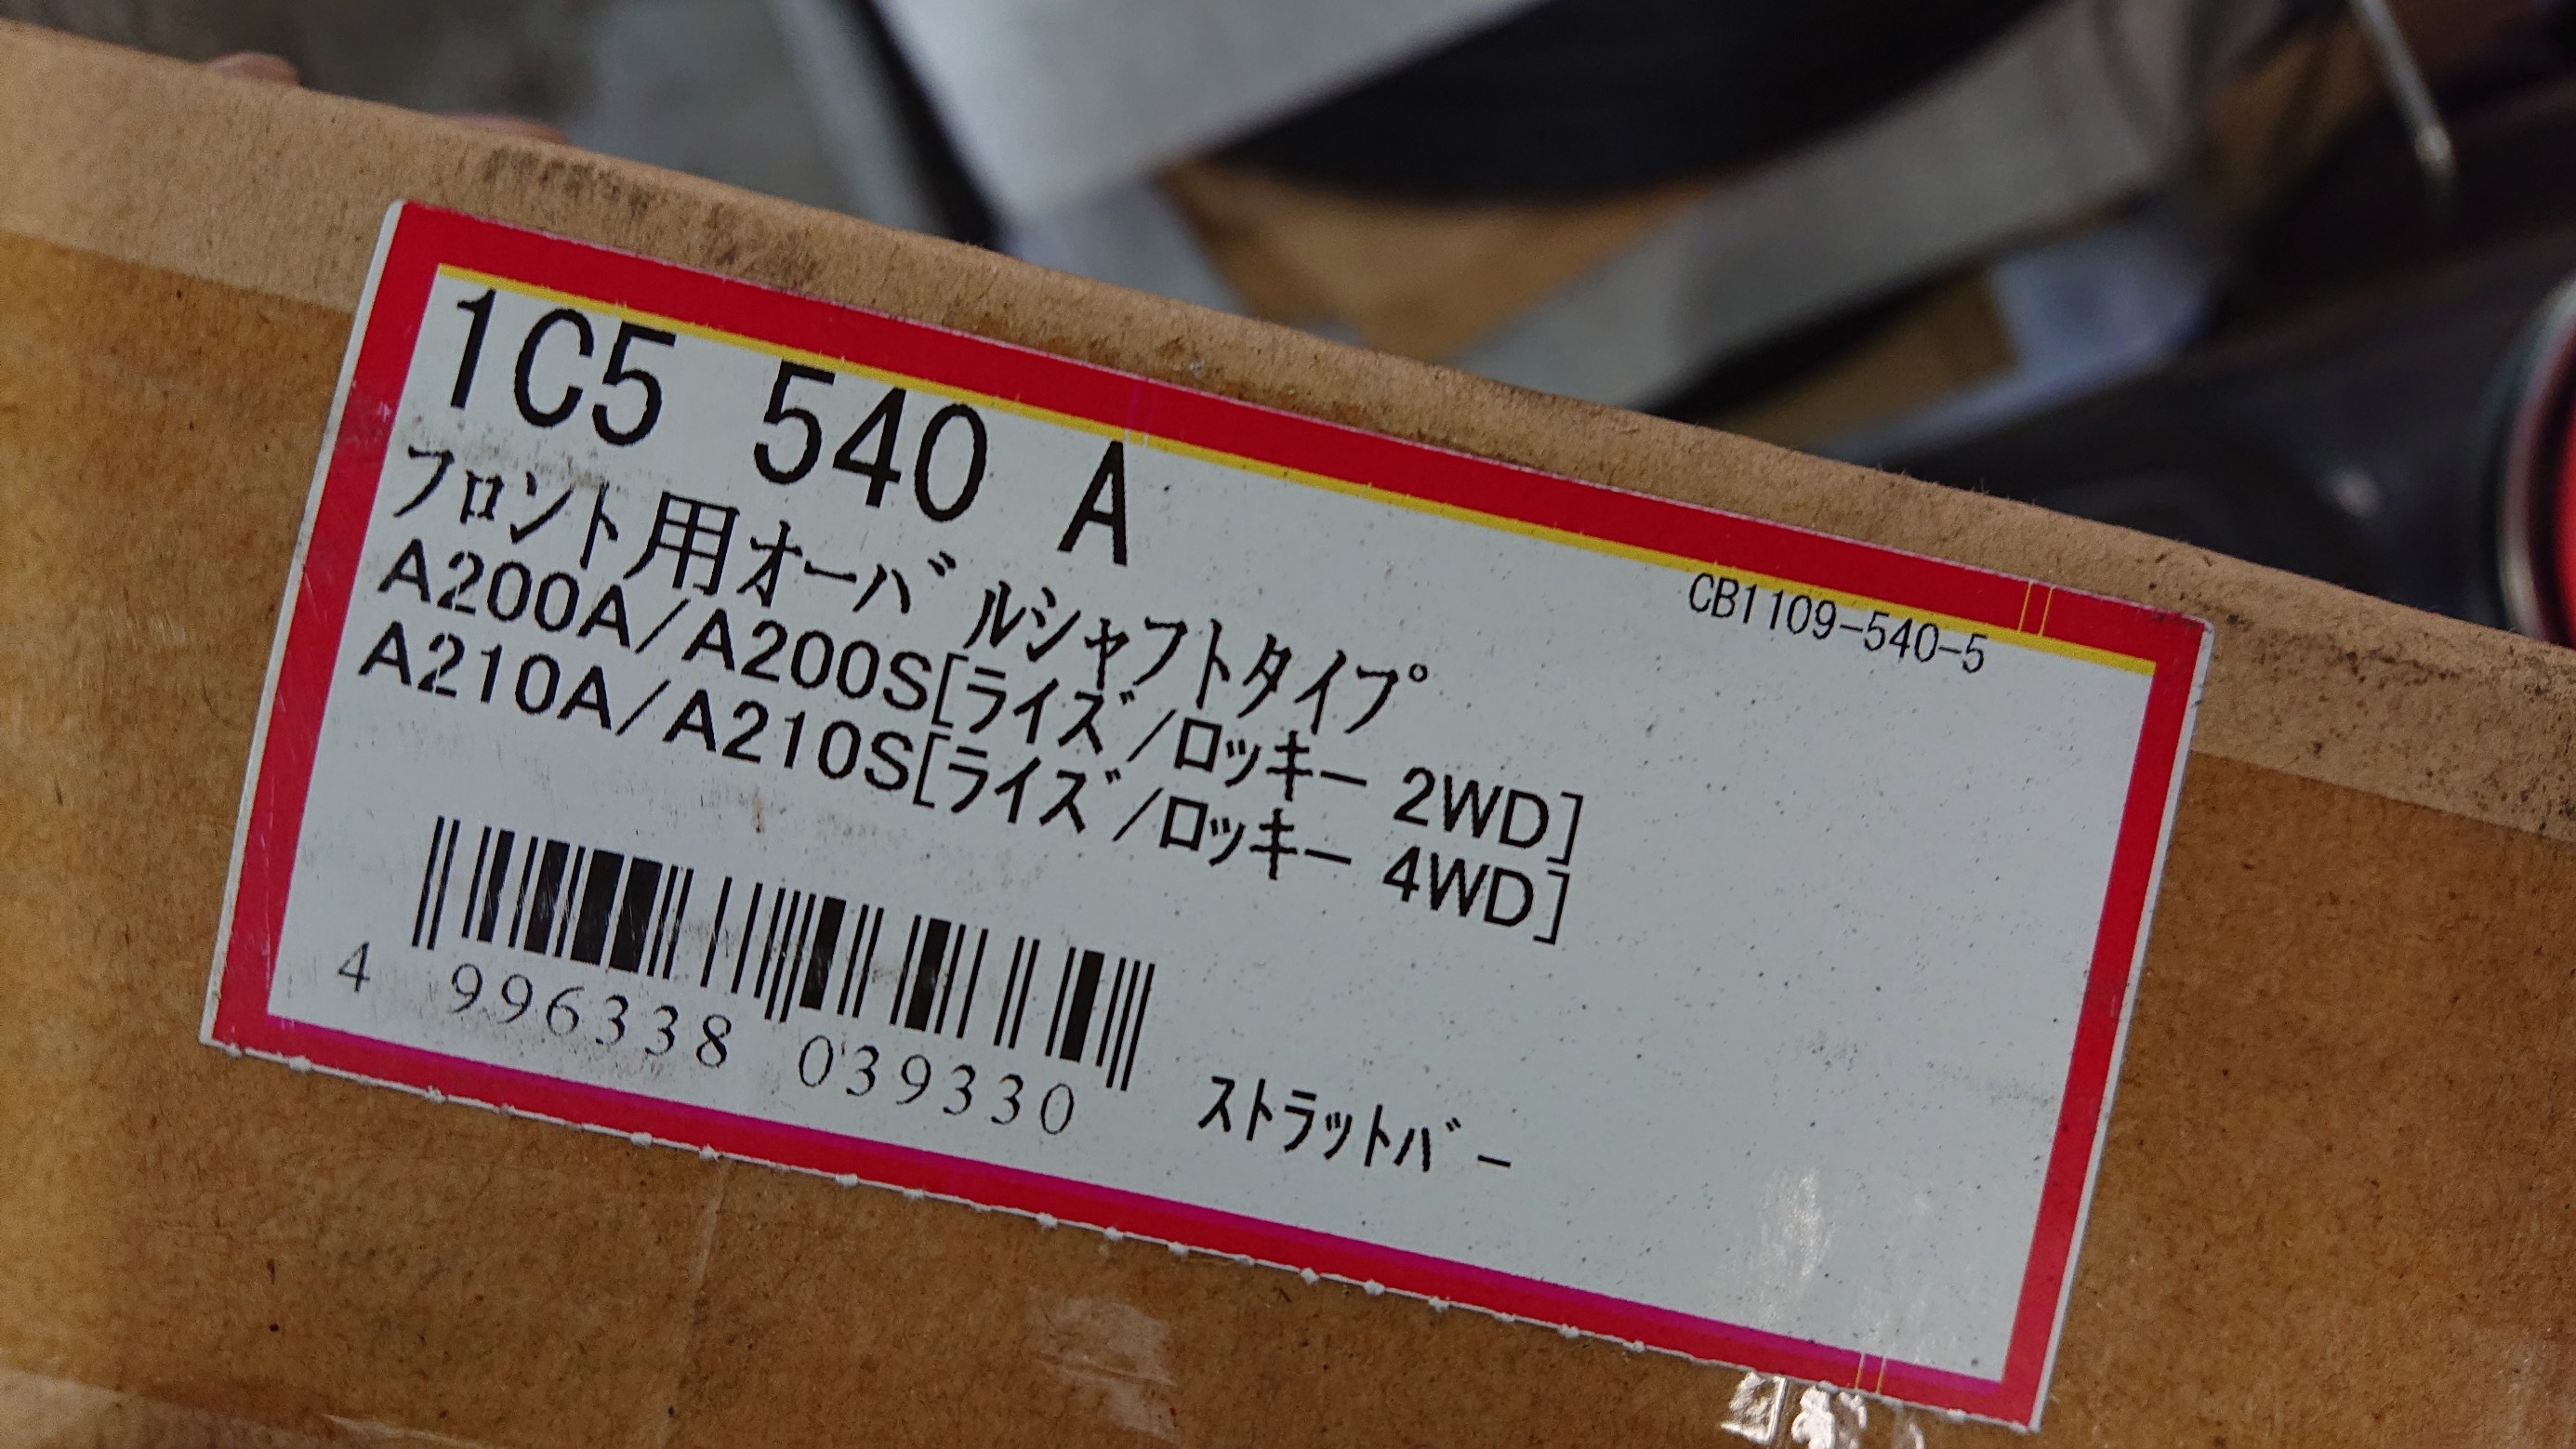 1C5 540 A
CB1109-540-5
フロント用オーバルシャフトタイプ
A200A/A200S[ライズ/ロッキー 2WD]
A210A/A210S[ライズ/ロッキー 4WD]
4 996338 039330
ストラットバー